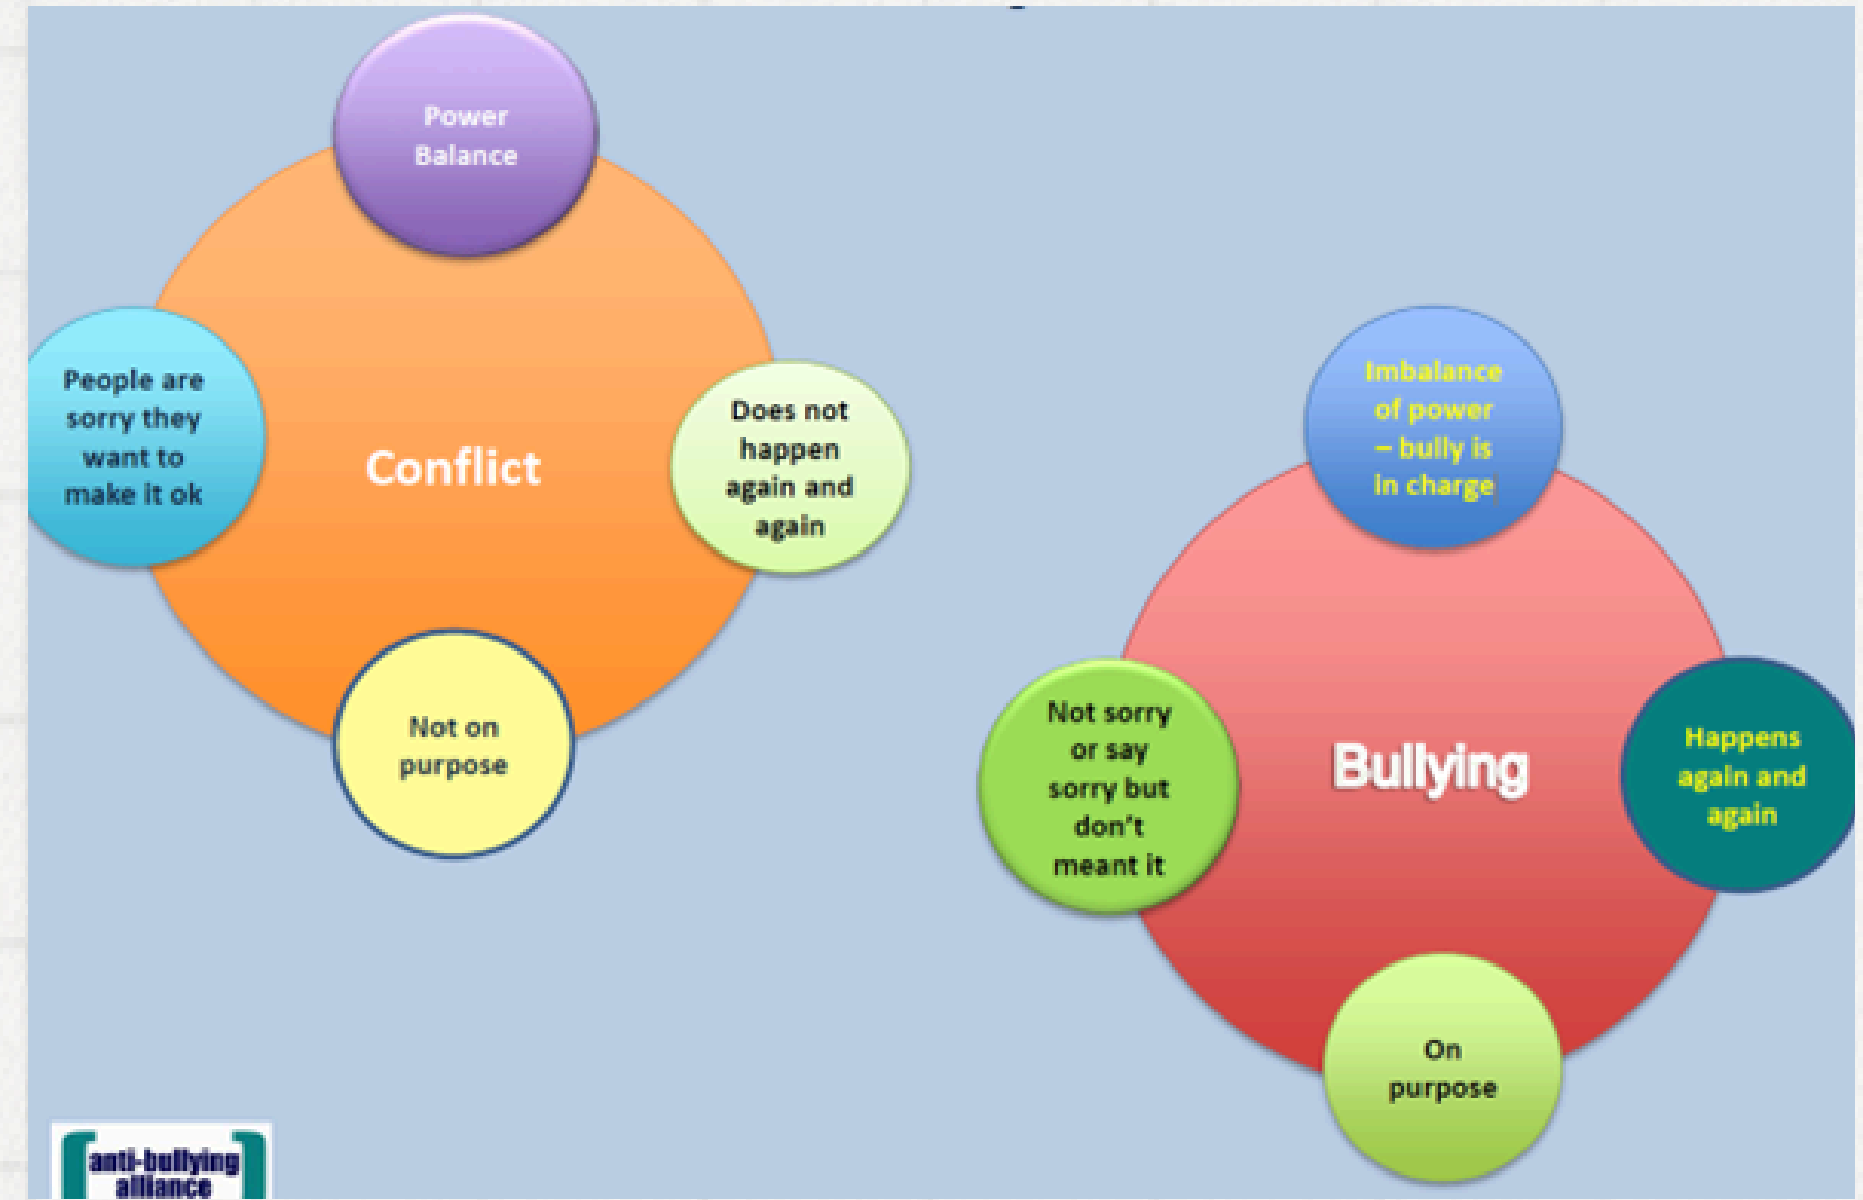 Power
Balance
People are
sorry they
want to
make it ok
Conflict
Does not
happen
again and
again
Not on
purpose
Imbalance
of power
– bully is
in charge
Not sorry
or say
sorry but
don't
meant it
Bullying
Happens
again and
again
On
purpose
anti-bullying
alliance